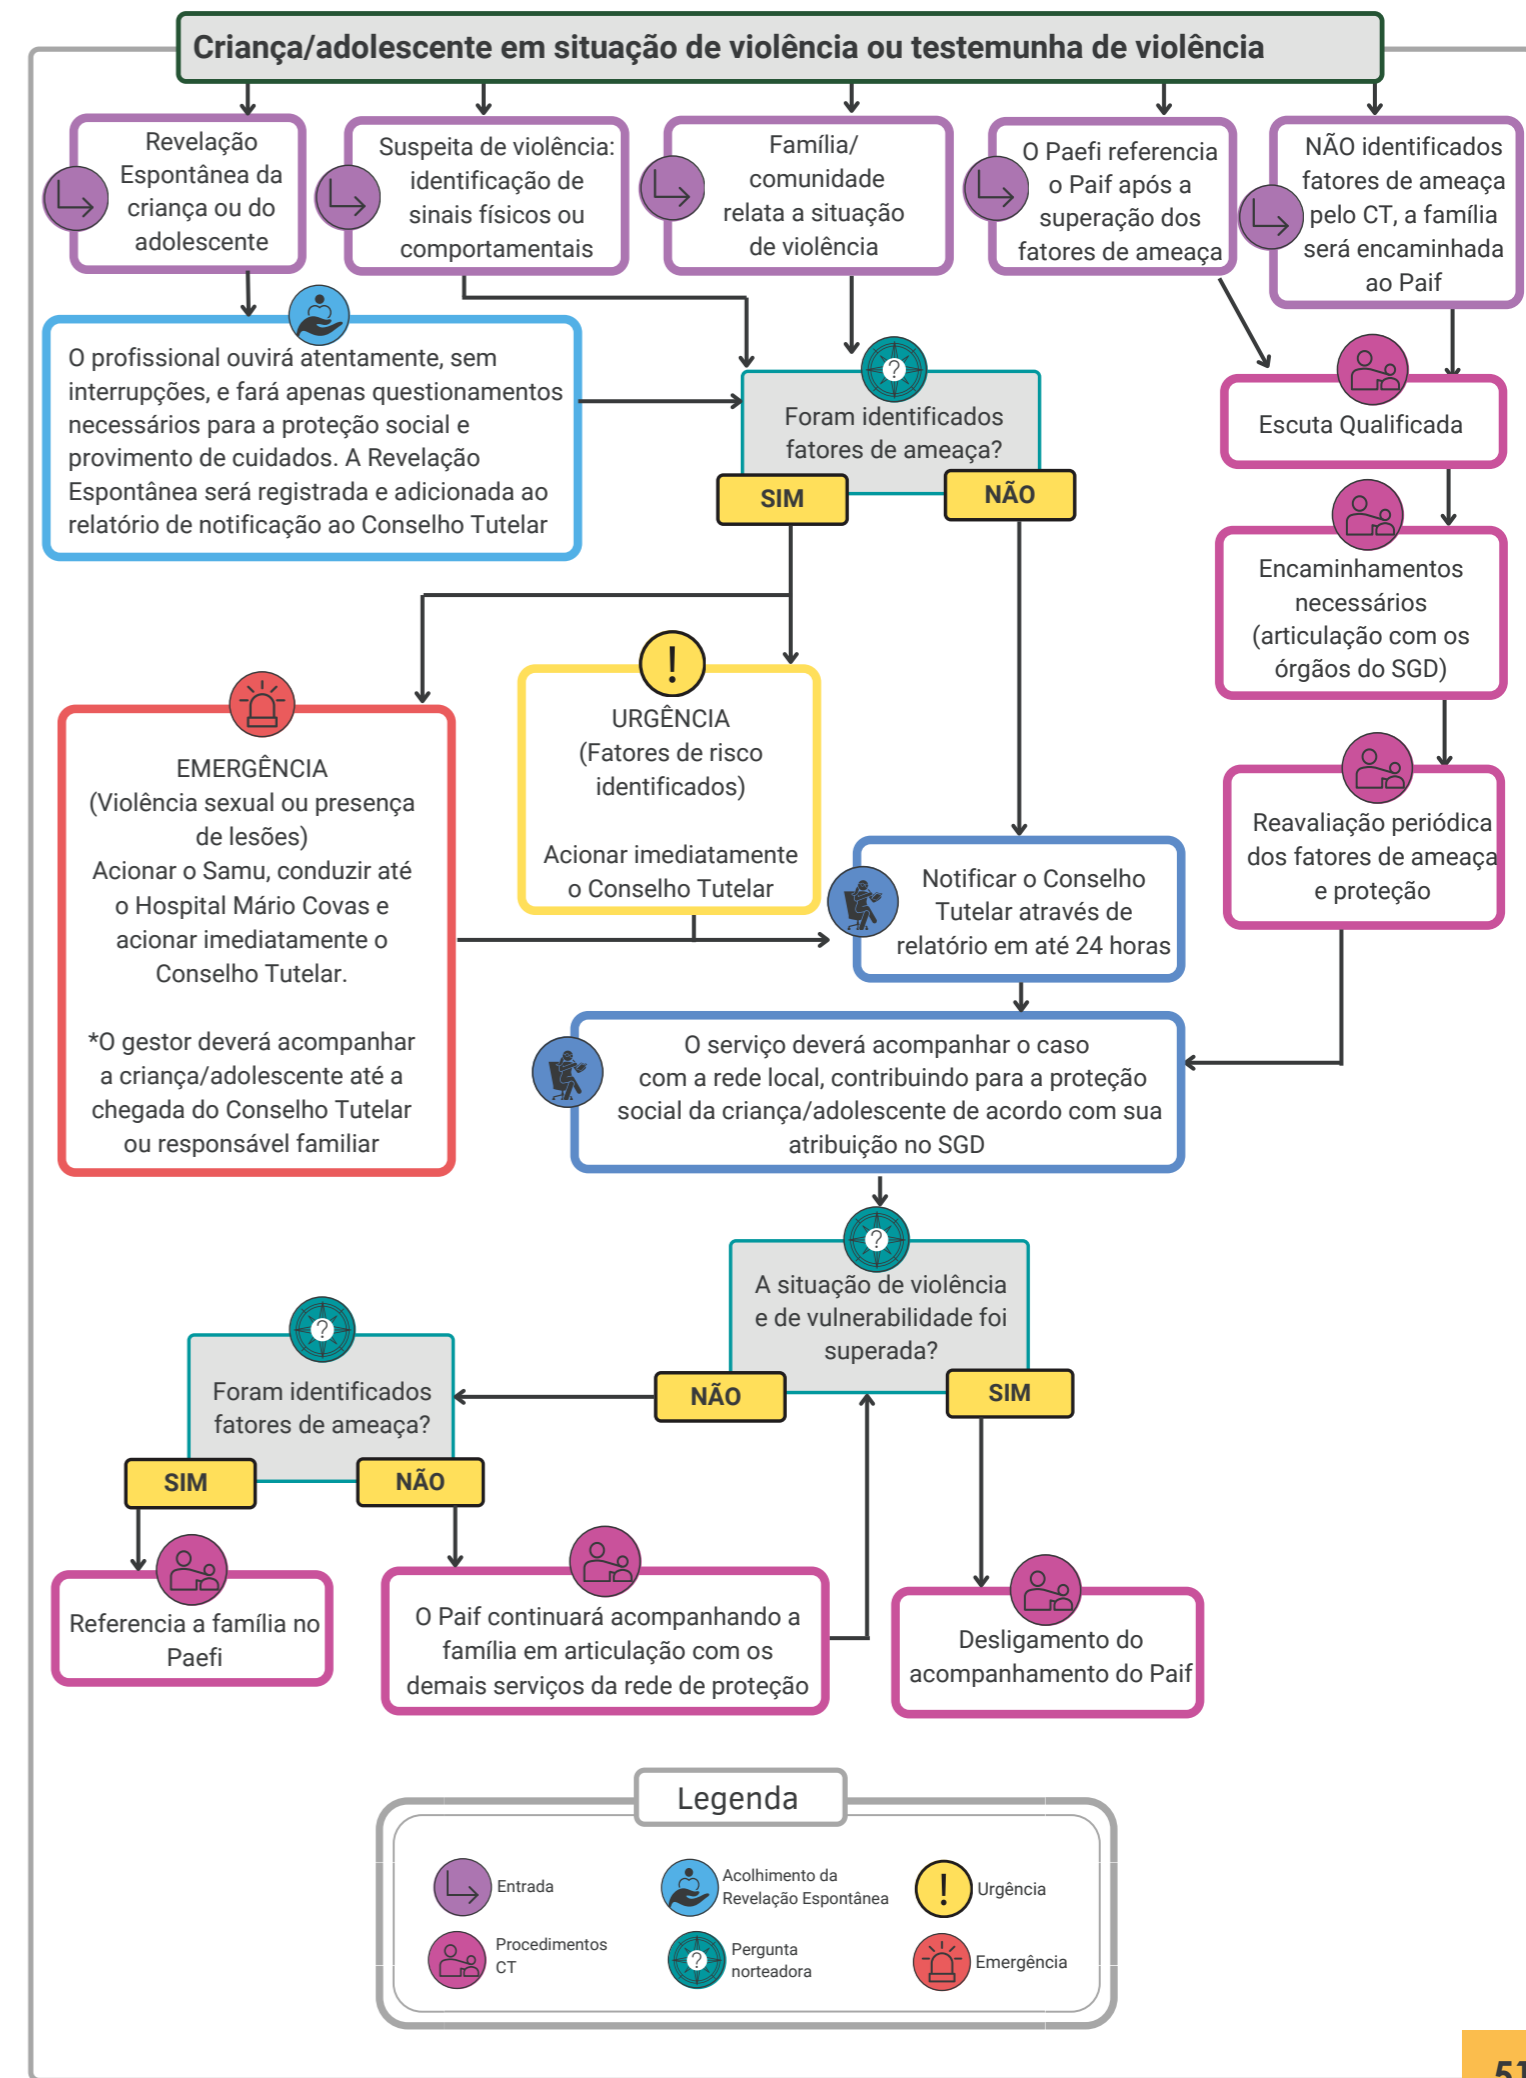 Criança/adolescente em situação de violência ou testemunha de violência
Revelação
Espontânea da
criança ou do
adolescente
Suspeita de violência:
identificação de
sinais físicos ou
comportamentais
Família/
comunidade
relata a situação
de violência
O Paefi referencia
o Paif após a
superação dos
fatores de ameaça
NÃO identificados
fatores de ameaça
pelo CT, a família
será encaminhada
ao Paif
O profissional ouvirá atentamente, sem
interrupções, e fará apenas questionamentos
necessários para a proteção social e
provimento de cuidados. A Revelação
Espontânea será registrada e adicionada ao
relatório de notificação ao Conselho Tutelar
?
Foram identificados
fatores de ameaça?
SIM
NÃO
Escuta Qualificada
Encaminhamentos
necessários
(articulação com os
órgãos do SGD)
Reavaliação periódica
dos fatores de ameaça
e proteção
EMERGÊNCIA
(Violência sexual ou presença
de lesões)
Acionar o Samu, conduzir até
o Hospital Mário Covas e
acionar imediatamente o
Conselho Tutelar.
*O gestor deverá acompanhar
a criança/adolescente até a
chegada do Conselho Tutelar
ou responsável familiar
!
URGÊNCIA
(Fatores de risco
identificados)
Acionar imediatamente
o Conselho Tutelar
Notificar o Conselho
Tutelar através de
relatório em até 24 horas
O serviço deverá acompanhar o caso
com a rede local, contribuindo para a proteção
social da criança/adolescente de acordo com sua
atribuição no SGD
?
A situação de violência
e de vulnerabilidade foi
superada?
NÃO
SIM
?
Foram identificados
fatores de ameaça?
SIM
NÃO
Referencia a família no
Paefi
O Paif continuará acompanhando a
família em articulação com os
demais serviços da rede de proteção
Desligamento do
acompanhamento do Paif
Legenda
Entrada
Acolhimento da
Revelação Espontânea
!
Urgência
Procedimentos
CT
?
Pergunta
norteadora
Emergência
51